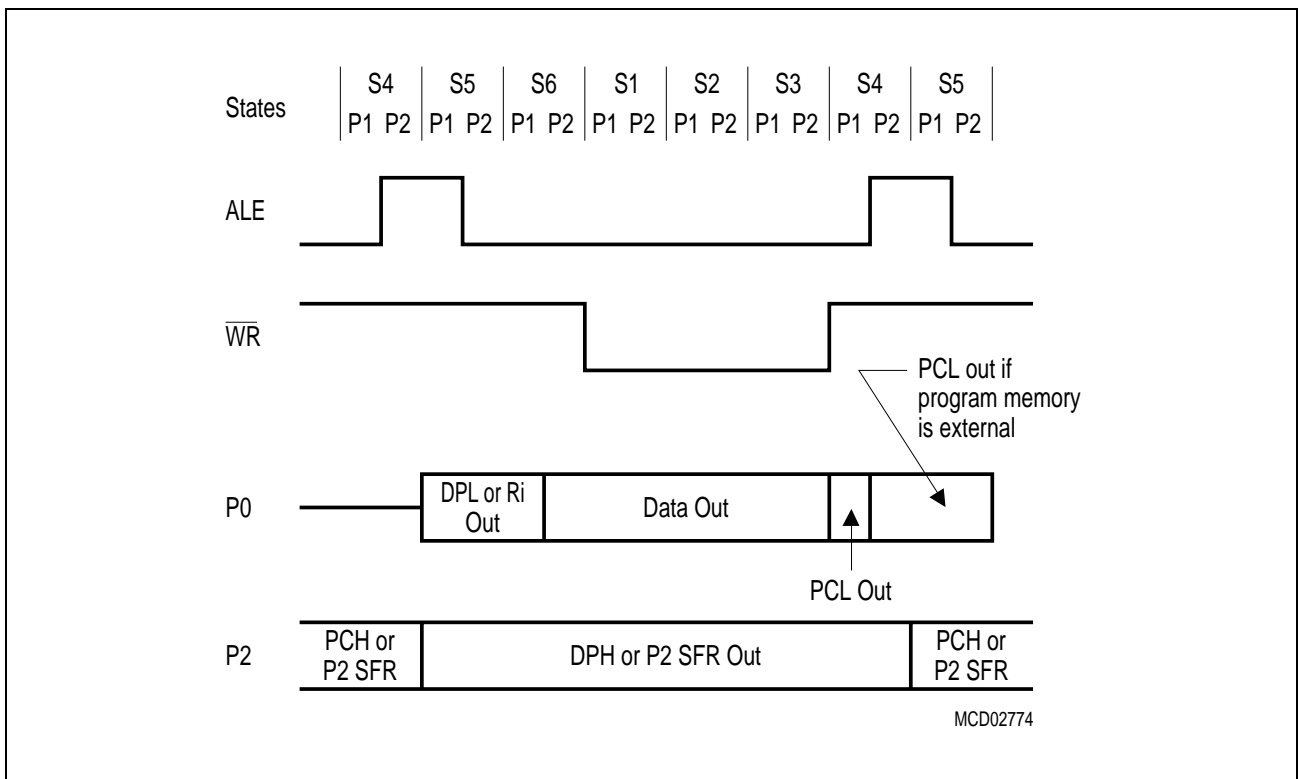 States
S4 S5 S6 S1 S2 S3 S4 S5
P1 P2 P1 P2 P1 P2 P1 P2 P1 P2 P1 P2 P1 P2 P1 P2
ALE
WR
PCL out if
program memory
is external
P0
DPL or Ri
Out
Data Out
PCL Out
P2
PCH or
P2 SFR
DPH or P2 SFR Out
PCH or
P2 SFR
MCD02774